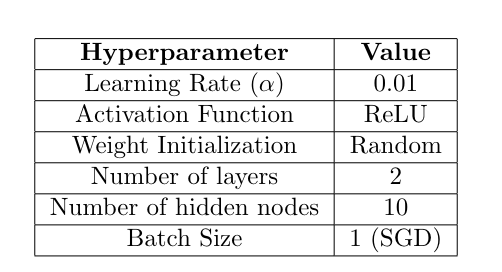 Hyperparameter Value
Learning Rate (α) 0.01
Activation Function ReLU
Weight Initialization Random
Number of layers 2
Number of hidden nodes 10
Batch Size 1 (SGD)